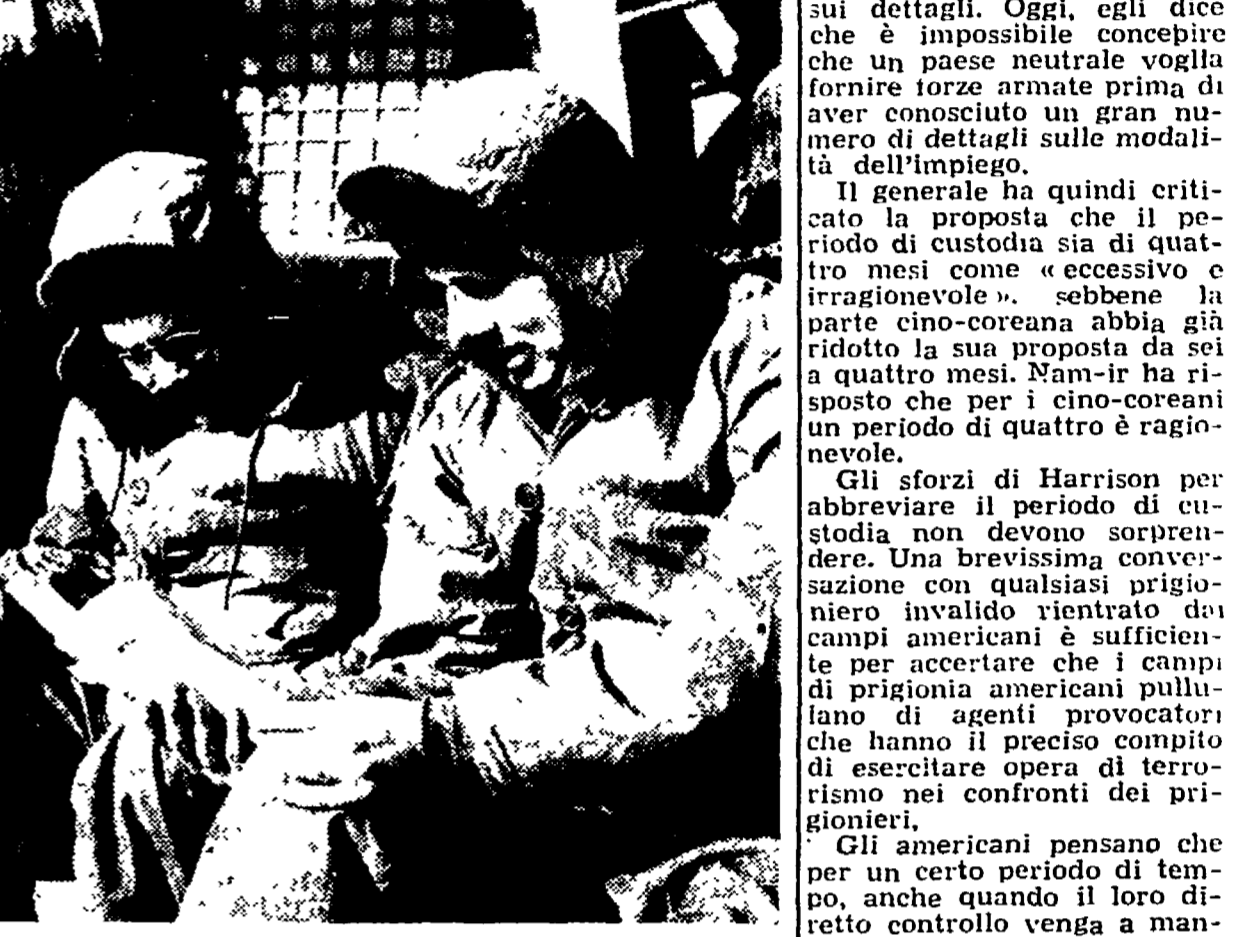 sui dettagli. Oggi, egli dice
che è impossibile concepire
che un paese neutrale voglia
fornire forze armate prima di
aver conosciuto un gran nu-
mero di dettagli sulle modali-
tà dell'impiego.
Il generale ha quindi criti-
cato la proposta che il pe-
riodo di custodia sia di quat-
tro mesi come « eccessivo e
irragionevole ». sebbene la
parte cino-coreana abbia già
ridotto la sua proposta da sei
a quattro mesi. Nam-ir ha ri-
sposto che per i cino-coreani
un periodo di quattro è ragio-
nevole.
Gli sforzi di Harrison per
abbreviare il periodo di cu-
stodia non devono sorpren-
dere. Una brevissima conver-
sazione con qualsiasi prigio-
niero invalido rientrato dai
campi americani è sufficien-
te per accertare che i campi
di prigionia americani pullu-
lano di agenti provocatori
che hanno il preciso compito
di esercitare opera di terro-
rismo nei confronti dei pri-
gionieri.
Gli americani pensano che
per un certo periodo di tem-
po, anche quando il loro di-
retto controllo venga a man-